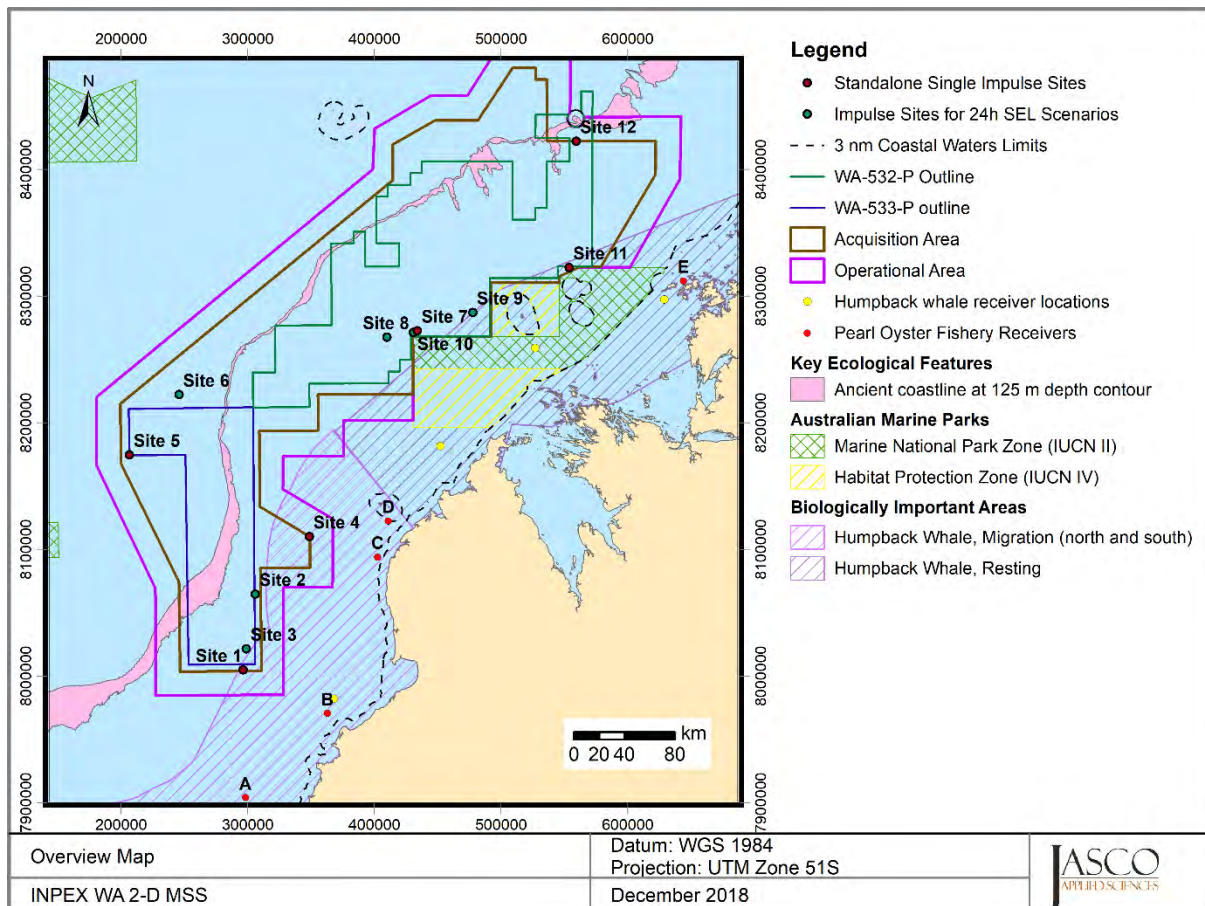 200000 300000 400000 500000 600000
Legend
Standalone Single Impulse Sites
Impulse Sites for 24h SEL Scenarios
3 nm Coastal Waters Limits
WA-532-P Outline
WA-533-P outline
Acquisition Area
Operational Area
Humpback whale receiver locations
Pearl Oyster Fishery Receivers
Key Ecological Features
Ancient coastline at 125 m depth contour
Australian Marine Parks
Marine National Park Zone (IUCN II)
Habitat Protection Zone (IUCN IV)
Biologically Important Areas
Humpback Whale, Migration (north and south)
Humpback Whale, Resting
N
Site 12
8400000 8400000
Site 11
E
8300000 8300000
Site 9
Site 7
Site 8
Site 10
Site 6
8200000 8200000
Site 5
D
Site 4
C
8100000 8100000
Site 2
Site 3
Site 1
8000000 8000000
B
km
0 20 40 80
A
7900000 7900000
200000 300000 400000 500000 600000
Overview Map
Datum: WGS 1984
Projection: UTM Zone 51S
INPEX WA 2-D MSS
December 2018
JASCO
APPLIED SCIENCES